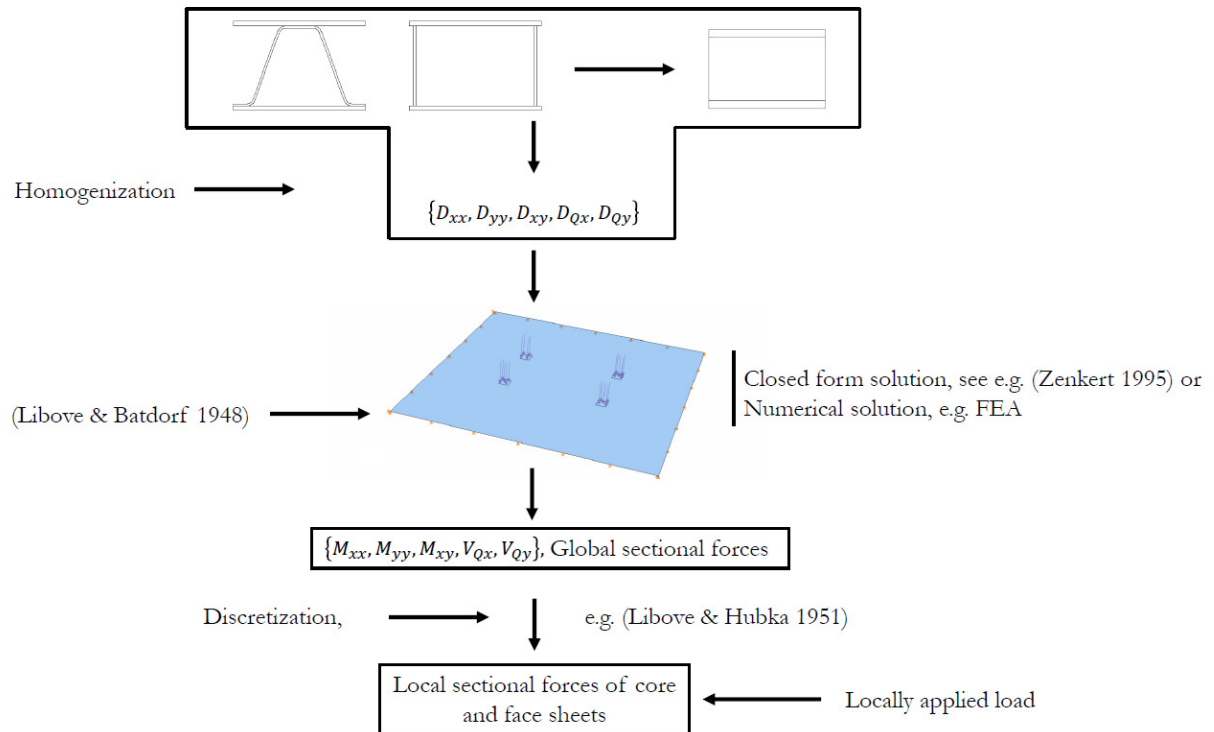 Homogenization
{D_xx, D_yy, D_xy, D_Qx, D_Qy}
(Libove & Batdorf 1948)
Closed form solution, see e.g. (Zenkert 1995) or
Numerical solution, e.g. FEA
{M_xx, M_yy, M_xy, V_Qx, V_Qy}, Global sectional forces
Discretization,
e.g. (Libove & Hubka 1951)
Local sectional forces of core
and face sheets
Locally applied load